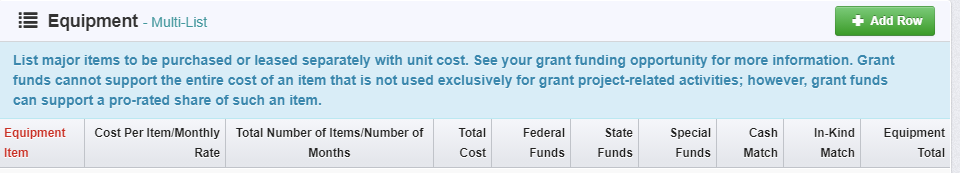 Equipment - Multi-List
Add Row
List major items to be purchased or leased separately with unit cost. See your grant funding opportunity for more information. Grant
funds cannot support the entire cost of an item that is not used exclusively for grant project-related activities; however, grant funds
can support a pro-rated share of such an item.
Equipment Item
Cost Per Item/Monthly Rate
Total Number of Items/Number of Months
Total Cost
Federal Funds
State Funds
Special Funds
Cash Match
In-Kind Match
Equipment Total